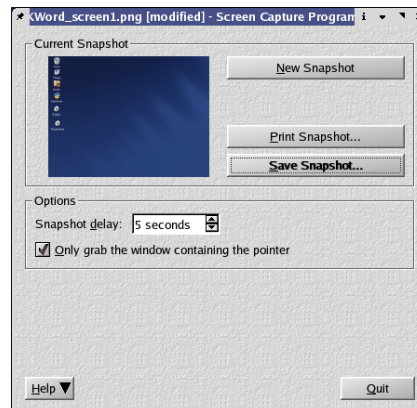 KWord_screen1.png [modified] - Screen Capture Program
Current Snapshot
New Snapshot
Print Snapshot...
Save Snapshot...
Options
Snapshot delay: 5 seconds
Only grab the window containing the pointer
Help
Quit